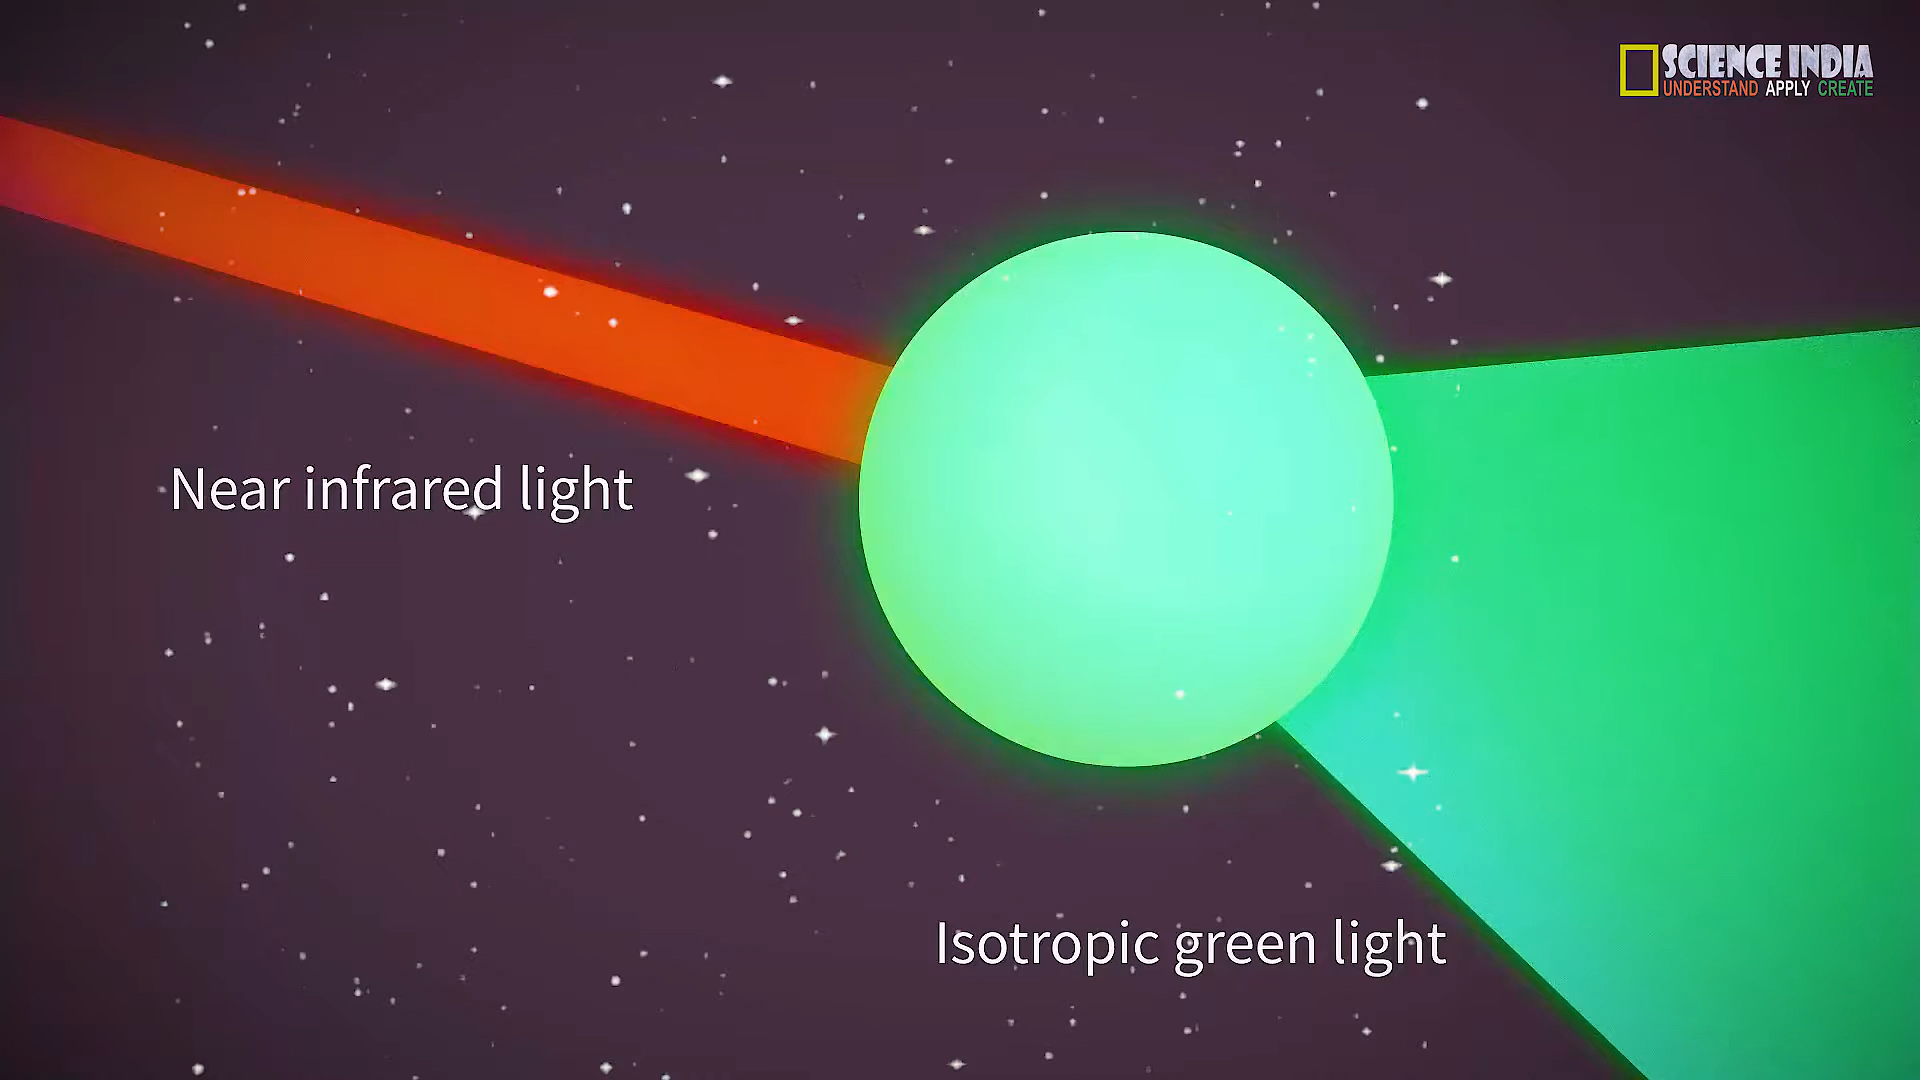 SCIENCE INDIA
UNDERSTAND APPLY CREATE
Near infrared light
Isotropic green light